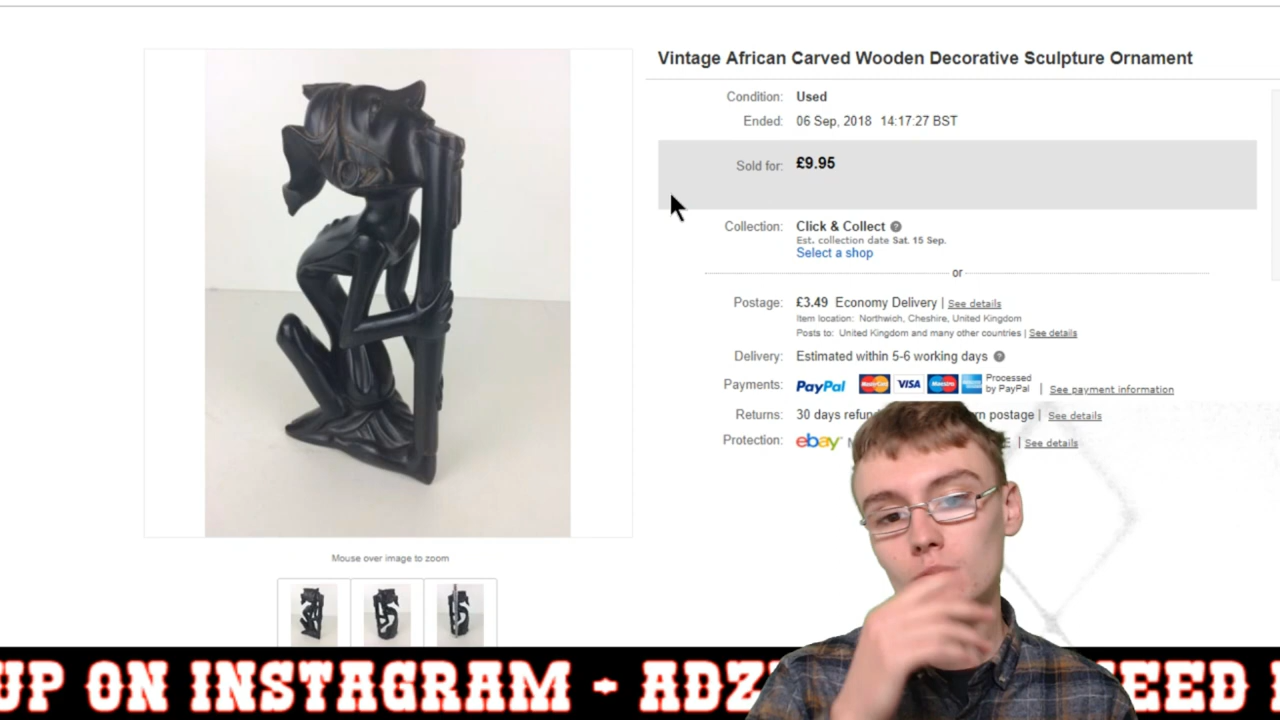 Vintage African Carved Wooden Decorative Sculpture Ornament
Condition: Used
Ended: 06 Sep, 2018 14:17:27 BST
Sold for: £9.95
Collection: Click & Collect
Est. collection date Sat. 15 Sep.
Select a shop
or
Postage: £3.49 Economy Delivery | See details
Item location: Northwich, Cheshire, United Kingdom
Posts to: United Kingdom and many other countries | See details
Delivery: Estimated within 5-6 working days
Payments: PayPal MasterCard VISA Maestro Processed by PayPal | See payment information
Returns: 30 days postage | See details
Protection: ebay | See details
Mouse over image to zoom
UP ON INSTAGRAM -